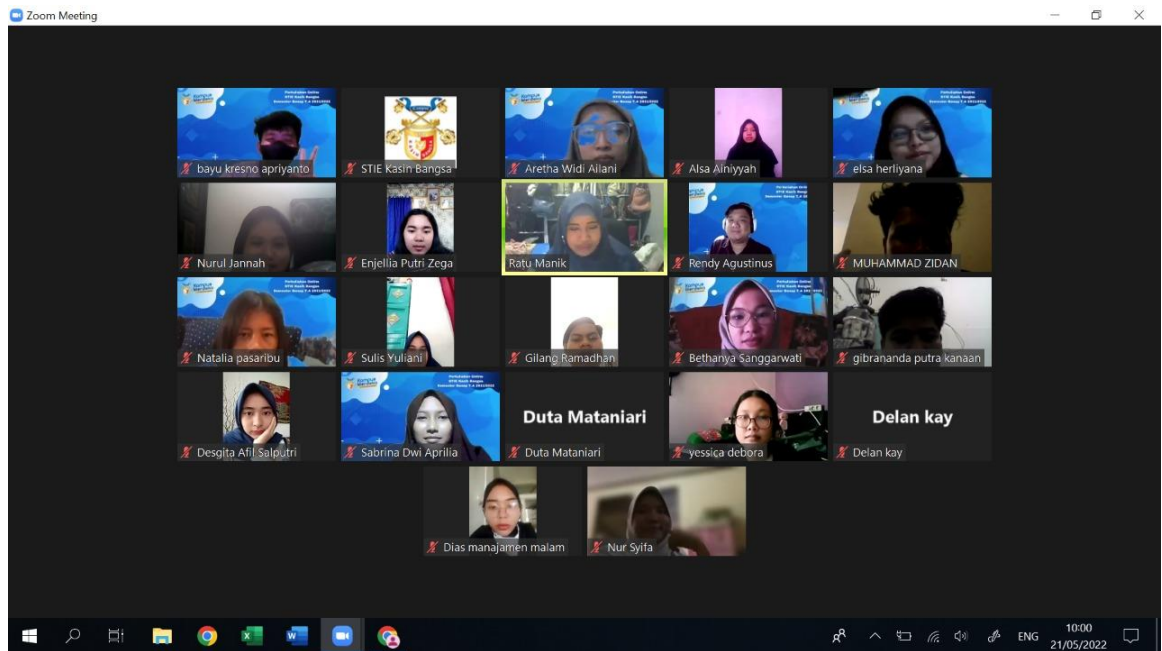 Zoom Meeting
bayu kresno apriyanto
STIE Kasin Bangsa
Aretha Widi Ailani
Alsa Ainiyyah
elsa herliyana
Nurul Jannah
Enjellia Putri Zega
Ratu Manik
Rendy Agustinus
MUHAMMAD ZIDAN
Natalia pasaribu
Sulis Yuliani
Gilang Ramadhan
Bethanya Sanggarwati
gibrananda putra kanaan
Desgita Afil Salputri
Sabrina Dwi Aprilia
Duta Mataniari
Duta Mataniari
yessica debora
Delan kay
Delan kay
Dias manajamen malam
Nur Syifa
ENG
10:00
21/05/2022